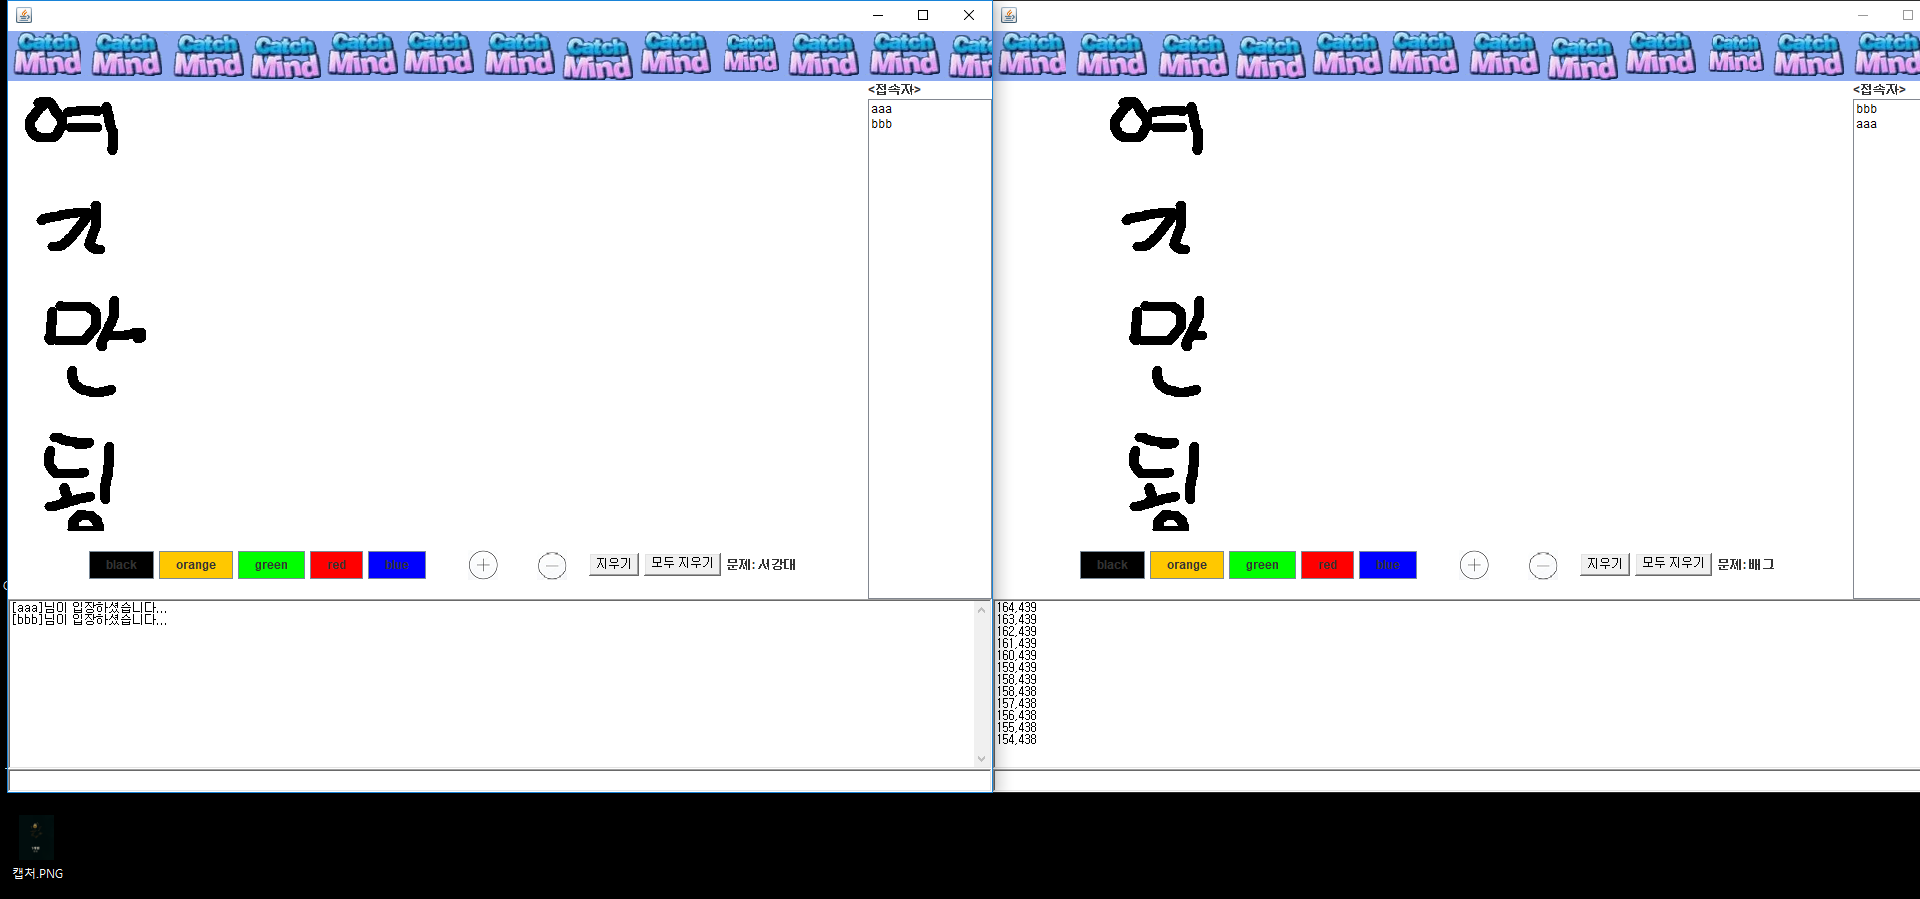 Catch Mind Catch Mind Catch Mind Catch Mind Catch Mind Catch Mind Catch Mind Catch Mind Catch Mind Catch Mind Catch Mind Catch Mind Catch Mind
<접속자>
aaa
bbb
여
지
만
됨
black orange green red blue + - 지우기 모두 지우기 문제:서강대
[aaa]님이 입장하셨습니다...
[bbb]님이 입장하셨습니다...
Catch Mind Catch Mind Catch Mind Catch Mind Catch Mind Catch Mind Catch Mind Catch Mind Catch Mind Catch Mind Catch Mind Catch Mind
<접속자>
bbb
aaa
여
지
만
됨
black orange green red blue + - 지우기 모두 지우기 문제:배그
164,439
163,439
162,439
161,439
160,439
159,439
158,439
158,438
157,438
156,438
155,438
154,438
캡처.PNG